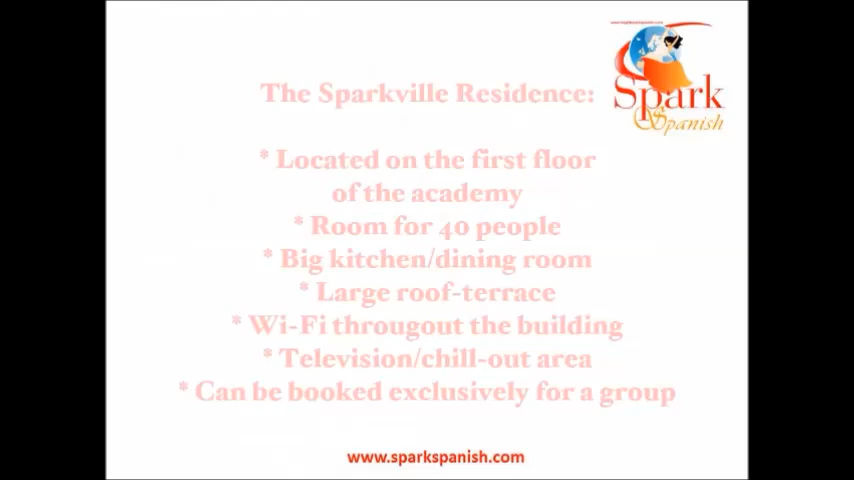 The Sparkville Residence:
Spark
Spanish
* Located on the first floor
of the academy
* Room for 40 people
* Big kitchen/dining room
* Large roof-terrace
* Wi-Fi througout the building
* Television/chill-out area
* Can be booked exclusively for a group
www.sparkspanish.com